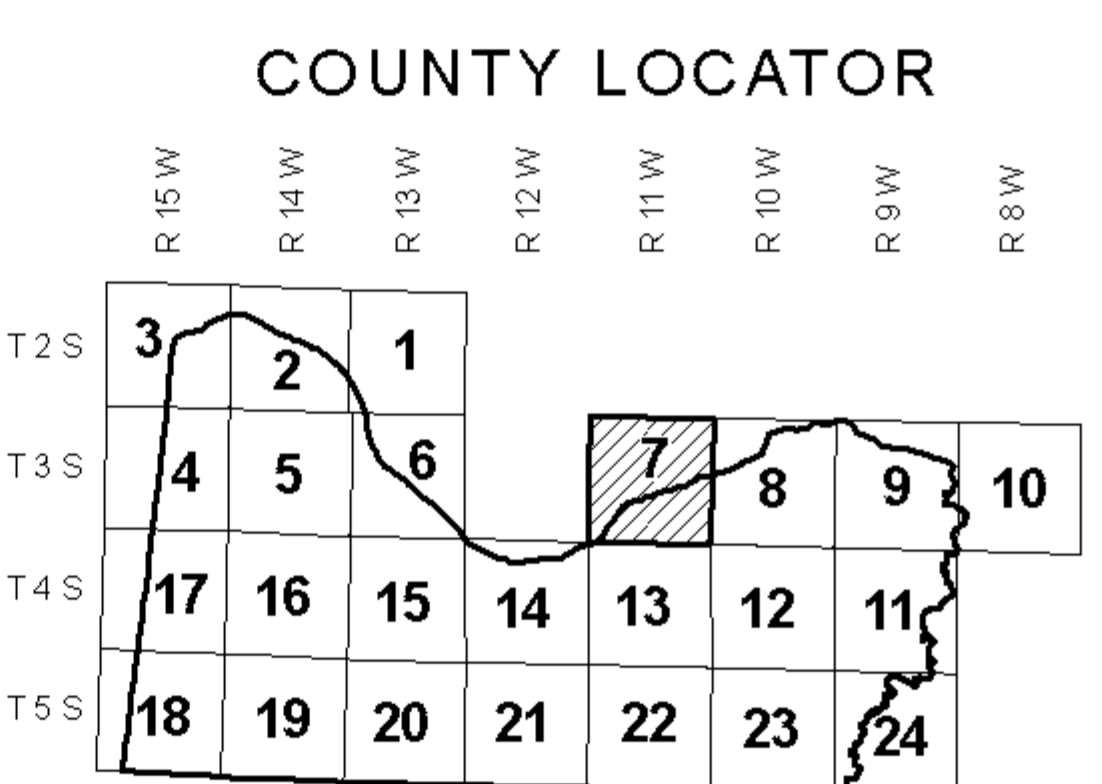 COUNTY LOCATOR
R 15 W R 14 W R 13 W R 12 W R 11 W R 10 W R 9 W R 8 W
T 2 S 3 2 1
T 3 S 4 5 6 7 8 9 10
T 4 S 17 16 15 14 13 12 11
T 5 S 18 19 20 21 22 23 24